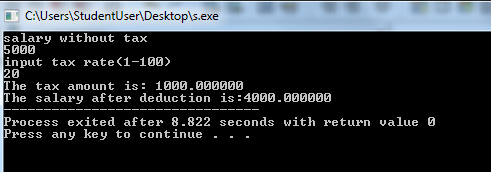 C:\Users\StudentUser\Desktop\s.exe
salary without tax
5000
input tax rate(1-100)
20
The tax amount is: 1000.000000
The salary after deduction is:4000.000000
--------------------------------
Process exited after 8.822 seconds with return value 0
Press any key to continue . . .